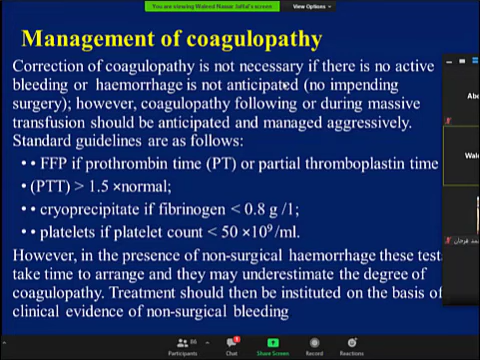 You are viewing Waleed Nassar Jaffal's screen
View Options
Management of coagulopathy
Correction of coagulopathy is not necessary if there is no active
bleeding or haemorrhage is not anticipated (no impending
surgery); however, coagulopathy following or during massive
transfusion should be anticipated and managed aggressively.
Standard guidelines are as follows:
• • FFP if prothrombin time (PT) or partial thromboplastin time
• (PTT) > 1.5 ×normal;
• • cryoprecipitate if fibrinogen < 0.8 g /1;
• • platelets if platelet count < 50 ×10⁹/ml.
However, in the presence of non-surgical haemorrhage these test
take time to arrange and they may underestimate the degree of
coagulopathy. Treatment should then be instituted on the basis of
clinical evidence of non-surgical bleeding
Abe
Wale
Participants
Chat
Share Screen
Record
Reactions